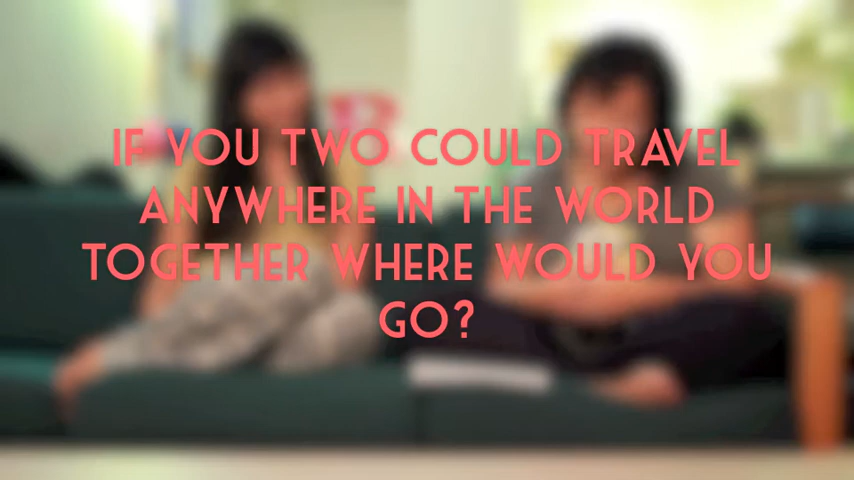 IF YOU TWO COULD TRAVEL
ANYWHERE IN THE WORLD
TOGETHER WHERE WOULD YOU
GO?